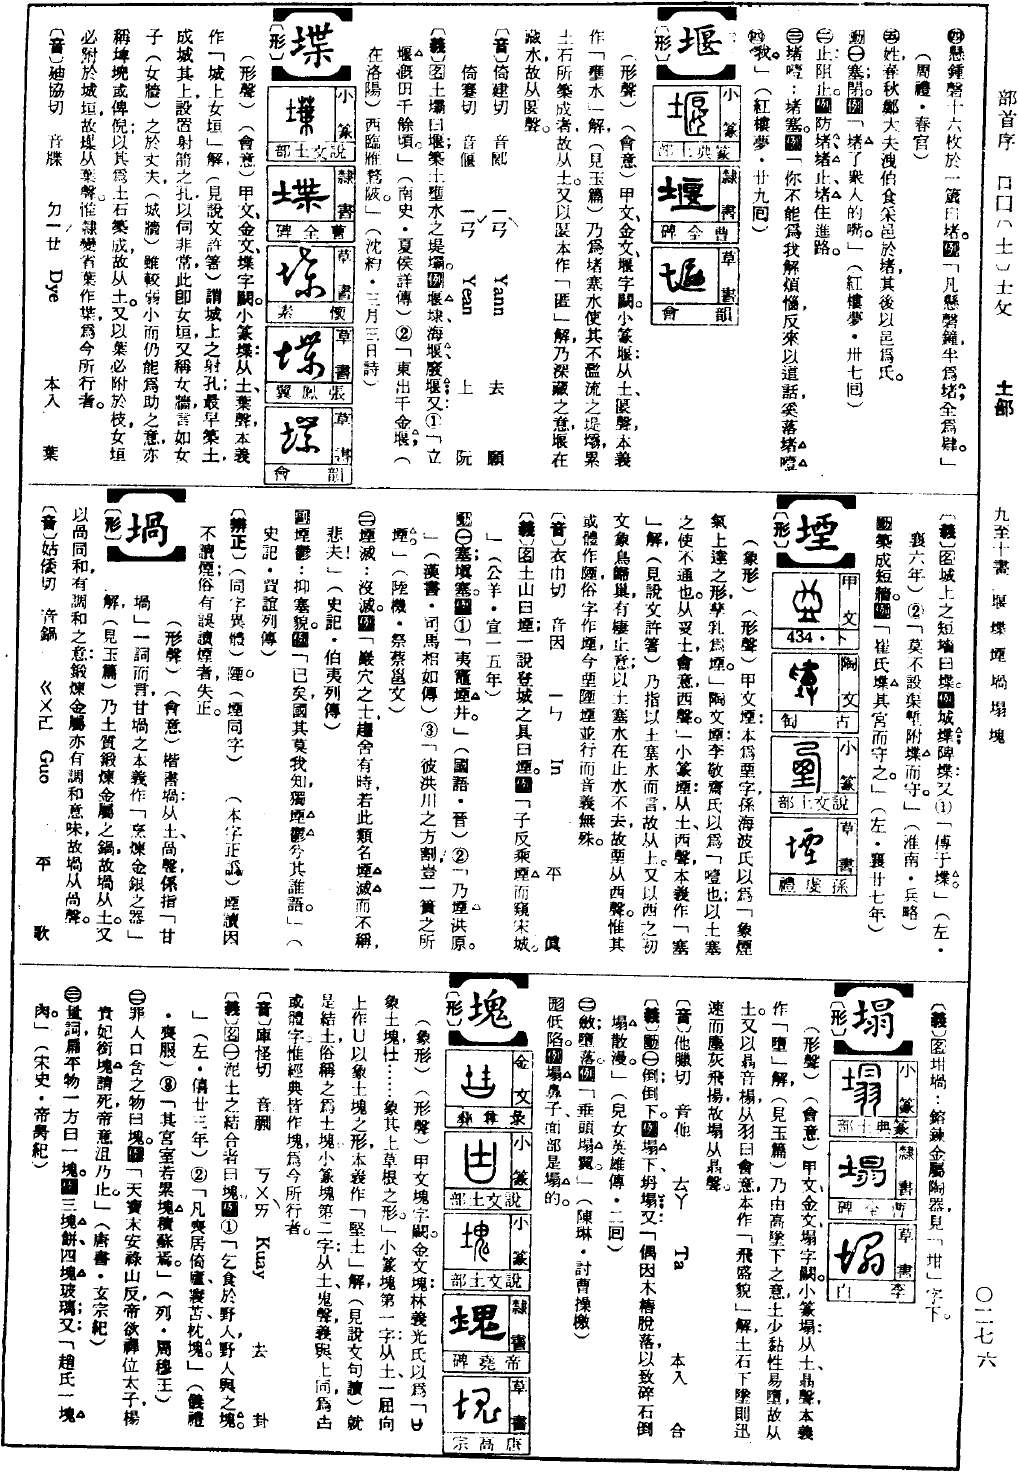 部首序 口囗八土㇏士夂 土部 九至十畫 堰堞堙堝塌塊 〇二七六
四懸鍾磬十六枚於一簴曰堵。例「凡懸磬鐘,半爲堵,全爲肆。」
(周禮・春官)
五姓,春秋鄭大夫洩伯食采邑於堵,其後以邑爲氏。
動一塞;閉。例「堵了衆人的嘴。」(紅樓夢・卅七回)
二止;阻止。例防堵、堵止、堵住進路。
三堵噎:堵塞。例「你不能爲我解煩惱,反來以這話奚落堵噎
我。」(紅樓夢・廿九回)
堰
〔形〕
小篆 篆典土部
隸書 曹全碑
草書 韻會
(形聲)(會意)甲文、金文堰字闕。小篆堰:从土、匽聲,本義
作「壅水」解,(見玉篇)乃爲堵塞水使其不濫流之堤壩,累
土石所築成者,故从土。又以匽本作「匿」解,乃深藏之意,堰在
藏水,故从匽聲。
〔音〕倚建切 音郾 ㄧㄢˋ Yann 去 願
倚蹇切 音偃 ㄧㄢˇ Yean 上 阮
〔義〕名土壩曰堰,築土壅水之堤壩。例堰埭、海堰、廢堰;又①「立
堰,溉田千餘頃。」(南史・夏侯詳傳)②「東出千金堰;(
在洛陽)西臨雁鶩陂。」(沈約・三月三日詩)
堞
〔形〕
小篆 說文土部
隸書 曹全碑
草書 懷素
草書 張鳳翼
草書 韻會
(形聲)(會意)甲文、金文堞字闕。小篆堞:从土、葉聲,本義
作「城上女垣」解,(見說文許箸)謂城上之射孔;最早築土
成城,其上設置射箭之孔,以伺非常,此卽女垣,又稱女牆,言如女
子(女牆)之於丈夫(城牆)雖較弱小而仍能爲助之意,亦
稱埤堄或俾倪;以其爲土石築成,故从土。又以葉必附於枝,女垣
必附於城垣,故堞从葉聲。惟隸變省葉作枼,爲今所行者。
〔音〕廸協切 音牒 ㄉㄧㄝ Dye 本入 葉
〔義〕名城上之短墻曰堞。例城堞、陴堞;又①「傅于堞。」(左・
襄六年)②「莫不設渠塹附堞而守。」(淮南・兵略)
動築成短牆。例「崔氏堞其宮而守之。」(左・襄廿七年)
堙
〔形〕
甲文 434・卜
陶文 古匋
小篆 說文土部
草書 孫虔禮
(象形)(形聲)甲文堙:本爲垔字,係海波氏以爲「象煙
氣上達之形,孳乳爲堙。」陶文堙:李敬齋氏以爲「噎也;以土塞
之使不通也。从𡉚土會意,西聲。」小篆堙:从土、西聲,本義作「塞
」解,(見說文許箸)乃指以土塞水而言,故从土。又以西之初
文象鳥歸巢,有棲止意;以土塞水在止水不去,故垔从西聲。惟其
或體作陻,俗字作堙,今垔陻堙並行而音義無殊。
〔音〕衣巾切 音因 ㄧㄣ In 平 眞
〔義〕名土山曰堙;一說登城之具曰堙。例「子反乘堙而窺宋城。
」(公羊・宣一五年)
動一塞;塡塞。例①「夷竈堙井。」(國語・晉)②「乃堙洪原。
」(漢書・司馬相如傳)③「彼洪川之方割,豈一簣之所
堙。」(陸機・祭蔡邕文)
二堙滅:沒滅。例「巖穴之士,趨舍有時若此,類名堙滅而不稱,
悲夫!」(史記・伯夷列傳)
副堙鬱:抑塞貌。例「已矣,國其莫我知,獨堙鬱兮其誰語。」(
史記・賈誼列傳)
〔辨正〕(同字異體)陻(堙同字)(本字正譌)堙讀因
不讀煙,俗有誤讀煙者失正。
堝
〔形〕
(形聲)(會意)楷書堝:从土、咼聲,係指「甘
堝」一詞而言,甘堝之本義作「烹煉金銀之器」
解,(見玉篇)乃土質鍛煉金屬之鍋,故堝从土。又
以咼同和,有調和之意,鍛煉金屬亦有調和意味,故堝从咼聲。
〔音〕姑倭切 音鍋 ㄍㄨㄛ Guo 平 歌
〔義〕名坩堝:鎔鍊金屬陶器,見「坩」字下。
塌
〔形〕
小篆 篆典土部
隸書 曹全碑
草書 李白
(形聲)(會意)甲文、金文塌字闕。小篆塌:从土、𦐇聲,本義
作「墮」解,(見玉篇)乃由高墜下之意,土少黏性易墮,故从
土。又以𦐇音榻,从羽曰會意,本作「飛盛貌」解,土石下墜則迅
速而塵灰飛揚,故塌从𦐇聲。
〔音〕他臘切 音他 ㄊㄚ Ta 本入 合
〔義〕動一倒;倒下。例塌下、坍塌;又「偶因木樁脫落,以致碎石倒
塌散漫。」(兒女英雄傳・二回)
二斂;墮落。例「垂頭塌翼。」(陳琳・討曹操檄)
形低陷。例塌鼻子、面部是塌的。
塊
〔形〕
金文
小篆 說文土部
小篆 說文土部
隸書 帝堯碑
草書 唐高宗
(象形)(形聲)甲文塊字闕。金文塊:林義光氏以爲「凵
象土塊,𡉚……象其上草根之形。」小篆塊第一字:从土、一屈向
上作凵以象土塊之形,本義作「堅土」解,(見說文句讀)就
是結土,俗稱之爲土塊。小篆塊第二字:从土、鬼聲,義與上同,爲凷
或體字。惟經典皆作塊,爲今所行者。
〔音〕庫怪切 音蒯 ㄎㄨㄞˋ Kuay 去 卦
〔義〕名一泥土之結合者曰塊。例①「乞食於野人,野人與之塊。
」(左・僖廿三年)②「凡喪居倚廬,寢苫枕塊。」(儀禮
・喪服)③「其宮室若累塊積蘇焉。」(列・周穆王)
二罪人口含之物曰塊。例「天寶末,安祿山反,帝欲禪位太子,楊
貴妃銜塊請死,帝意沮,乃止。」(唐書・玄宗紀)
三量詞,扁平物一方曰一塊。例三塊餅、四塊玻璃;又「趙氏一塊
肉。」(宋史・帝昺紀)